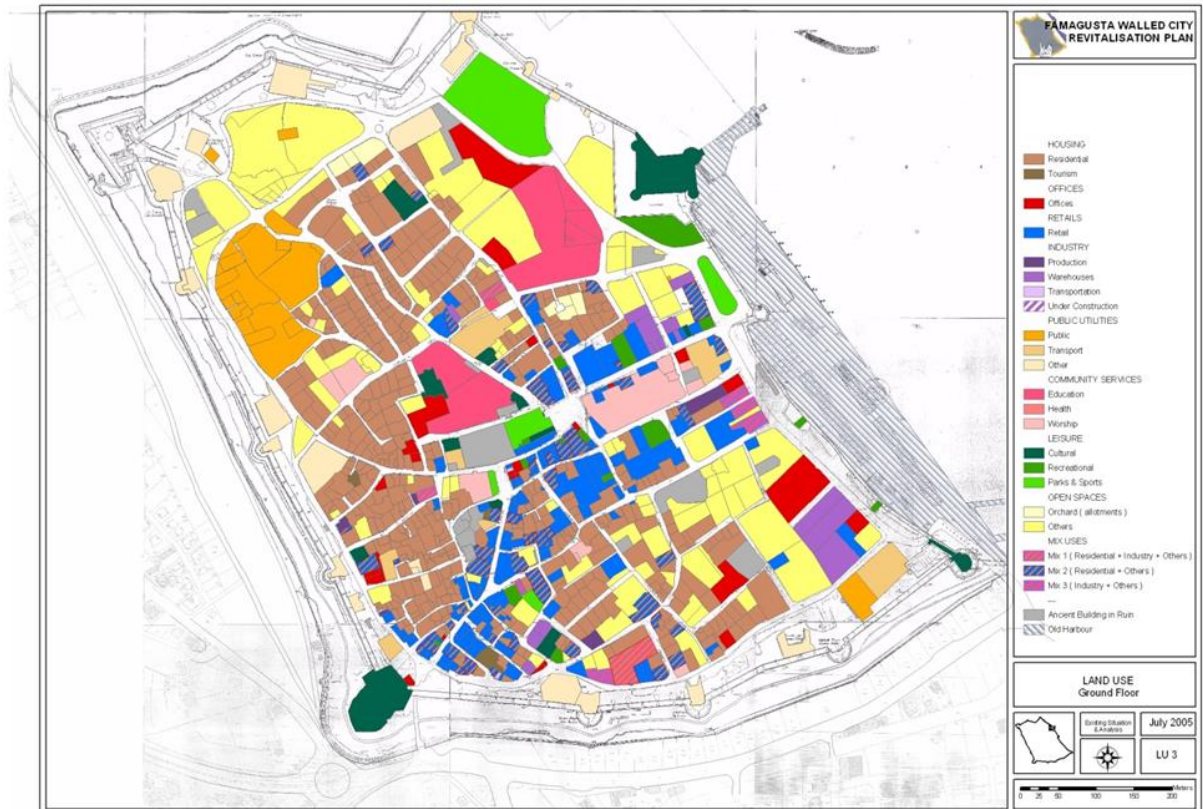 FAMAGUSTA WALLED CITY
REVITALISATION PLAN
HOUSING
Residential
Tourism
OFFICES
Offices
RETAILS
Retail
INDUSTRY
Production
Warehouses
Transportation
Under Construction
PUBLIC UTILITIES
Public
Transport
Other
COMMUNITY SERVICES
Education
Health
Worship
LEISURE
Cultural
Recreational
Parks & Sports
OPEN SPACES
Orchard ( allotments )
Others
MIX USES
Mix 1 ( Residential + Industry + Others )
Mix 2 ( Residential + Others )
Mix 3 ( Industry + Others )
---
Ancient Building in Ruin
Old Harbour
LAND USE
Ground Floor
Existing Situation
& Analysis
July 2005
LU 3
Meters
0 25 50 100 150 200